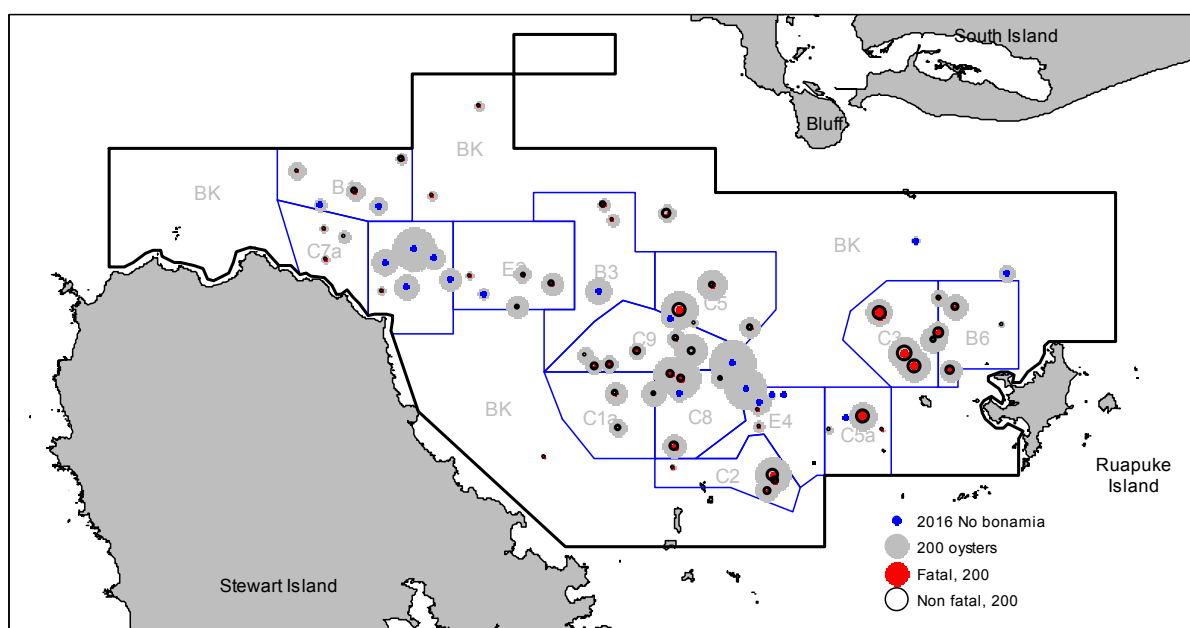 South Island
Bluff
BK
BK
B1
BK
C7a
E2
B3
C5
C3
B6
C9
BK
C1a
C8
E4
C5a
C2
Ruapuke
Island
Stewart Island
2016 No bonamia
200 oysters
Fatal, 200
Non fatal, 200